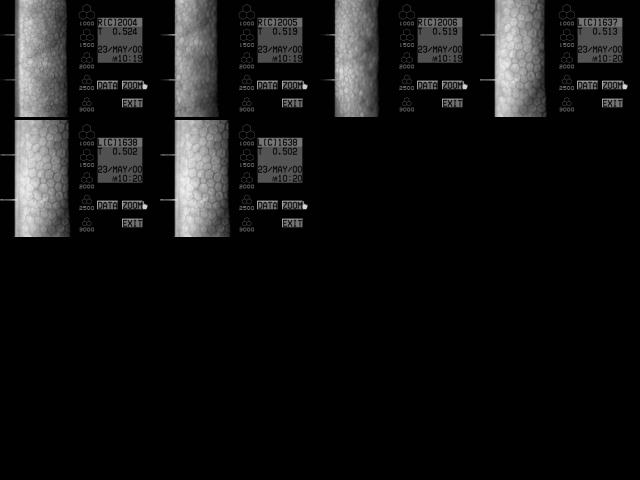 1000
R(C)2004
T 0.524
1500
23/MAY/00
10:19
2000
2500
DATA ZOOM
3000
EXIT
1000
R(C)2005
T 0.519
1500
23/MAY/00
10:19
2000
2500
DATA ZOOM
3000
EXIT
1000
R(C)2006
T 0.519
1500
23/MAY/00
10:19
2000
2500
DATA ZOOM
3000
EXIT
1000
L(C)1637
T 0.513
1500
23/MAY/00
10:20
2000
2500
DATA ZOOM
3000
EXIT
1000
L(C)1638
T 0.502
1500
23/MAY/00
10:20
2000
2500
DATA ZOOM
3000
EXIT
1000
L(C)1638
T 0.502
1500
23/MAY/00
10:20
2000
2500
DATA ZOOM
3000
EXIT